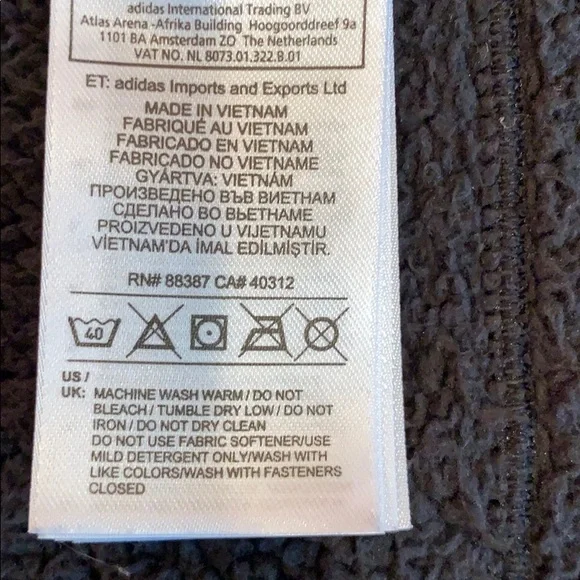 adidas International Trading BV
Atlas Arena -Afrika Building Hoogoorddreef 9a
1101 BA Amsterdam ZO The Netherlands
VAT NO. NL 8073.01.322.B.01
ET: adidas Imports and Exports Ltd
MADE IN VIETNAM
FABRIQUÉ AU VIETNAM
FABRICADO EN VIETNAM
FABRICADO NO VIETNAME
GYÁRTVA: VIETNÁM
ПРОИЗВЕДЕНО ВЪВ ВИЕТНАМ
СДЕЛАНО ВО ВЬЕТНАМЕ
PROIZVEDENO U VIJETNAMU
VİETNAM'DA İMAL EDİLMİŞTİR.
RN# 88387 CA# 40312
40
US /
UK: MACHINE WASH WARM / DO NOT
BLEACH / TUMBLE DRY LOW / DO NOT
IRON / DO NOT DRY CLEAN
DO NOT USE FABRIC SOFTENER/USE
MILD DETERGENT ONLY/WASH WITH
LIKE COLORS/WASH WITH FASTENERS
CLOSED